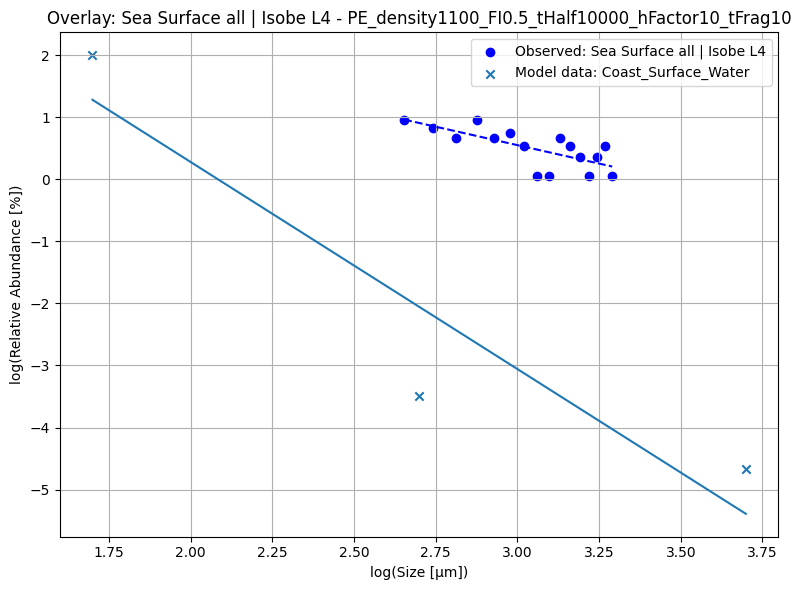 Overlay: Sea Surface all | Isobe L4 - PE_density1100_FI0.5_tHalf10000_hFactor10_tFrag10
Observed: Sea Surface all | Isobe L4
Model data: Coast_Surface_Water
log(Relative Abundance [%])
2
1
0
−1
−2
−3
−4
−5
1.75 2.00 2.25 2.50 2.75 3.00 3.25 3.50 3.75
log(Size [µm])